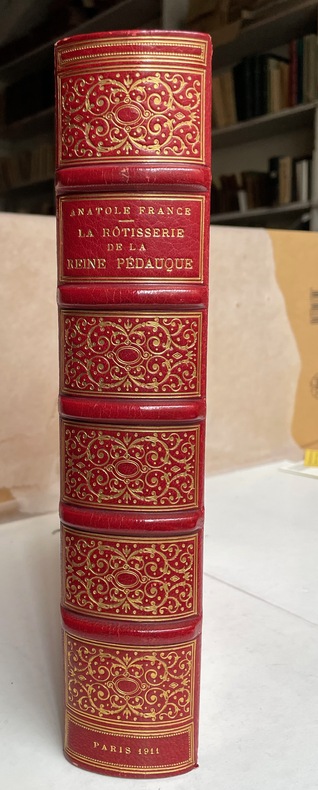 ANATOLE FRANCE
LA RÔTISSERIE
DE LA
REINE PÉDAUQUE
PARIS 1911